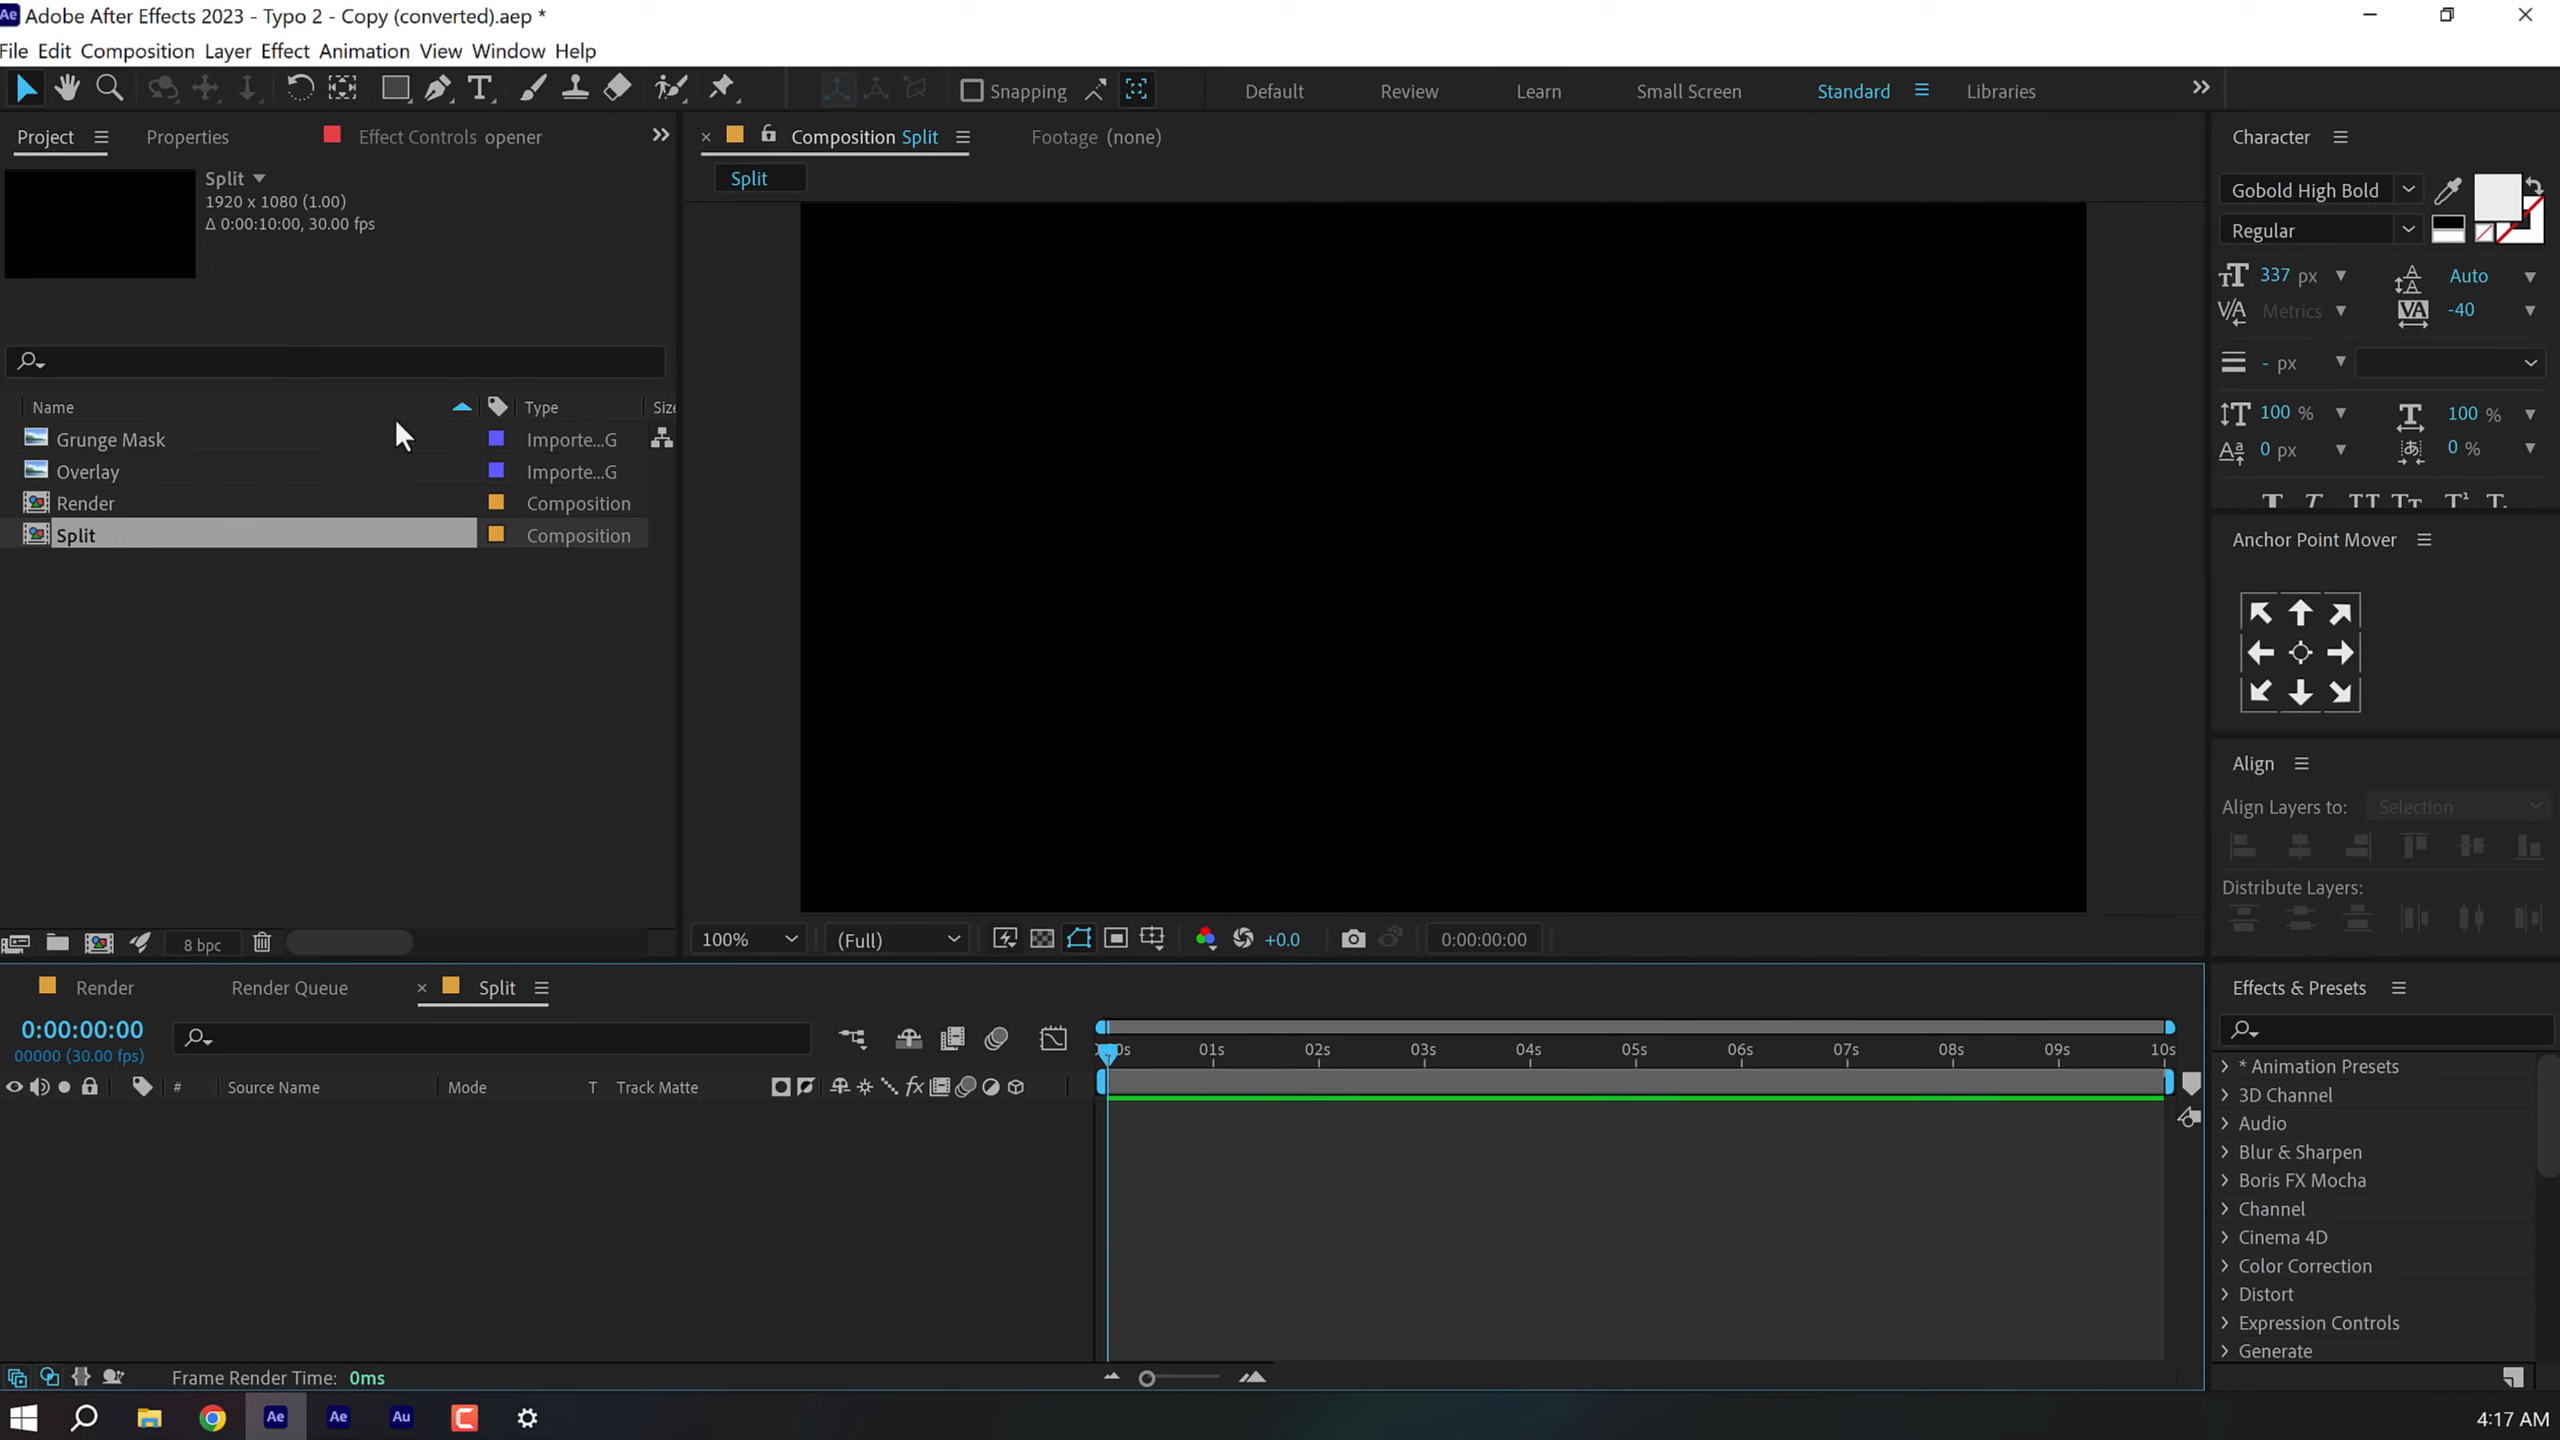 Ae Adobe After Effects 2023 - Typo 2 - Copy (converted).aep *
File Edit Composition Layer Effect Animation View Window Help
Snapping
Default Review Learn Small Screen Standard Libraries
Project Properties Effect Controls opener
Composition Split Footage (none)
Split
Split
1920 x 1080 (1.00)
Δ 0:00:10:00, 30.00 fps
Name Type Size
Grunge Mask Importe...G
Overlay Importe...G
Render Composition
Split Composition
8 bpc
100% (Full) +0.0 0:00:00:00
Character
Gobold High Bold
Regular
337 px Auto
Metrics -40
- px
100 % 100 %
0 px 0 %
Anchor Point Mover
Align
Align Layers to: Selection
Distribute Layers:
Render Render Queue Split
0:00:00:00
00000 (30.00 fps)
01s 02s 03s 04s 05s 06s 07s 08s 09s 10s
# Source Name Mode T Track Matte
Frame Render Time: 0ms
Effects & Presets
* Animation Presets
3D Channel
Audio
Blur & Sharpen
Boris FX Mocha
Channel
Cinema 4D
Color Correction
Distort
Expression Controls
Generate
Ae Ae Au
4:17 AM